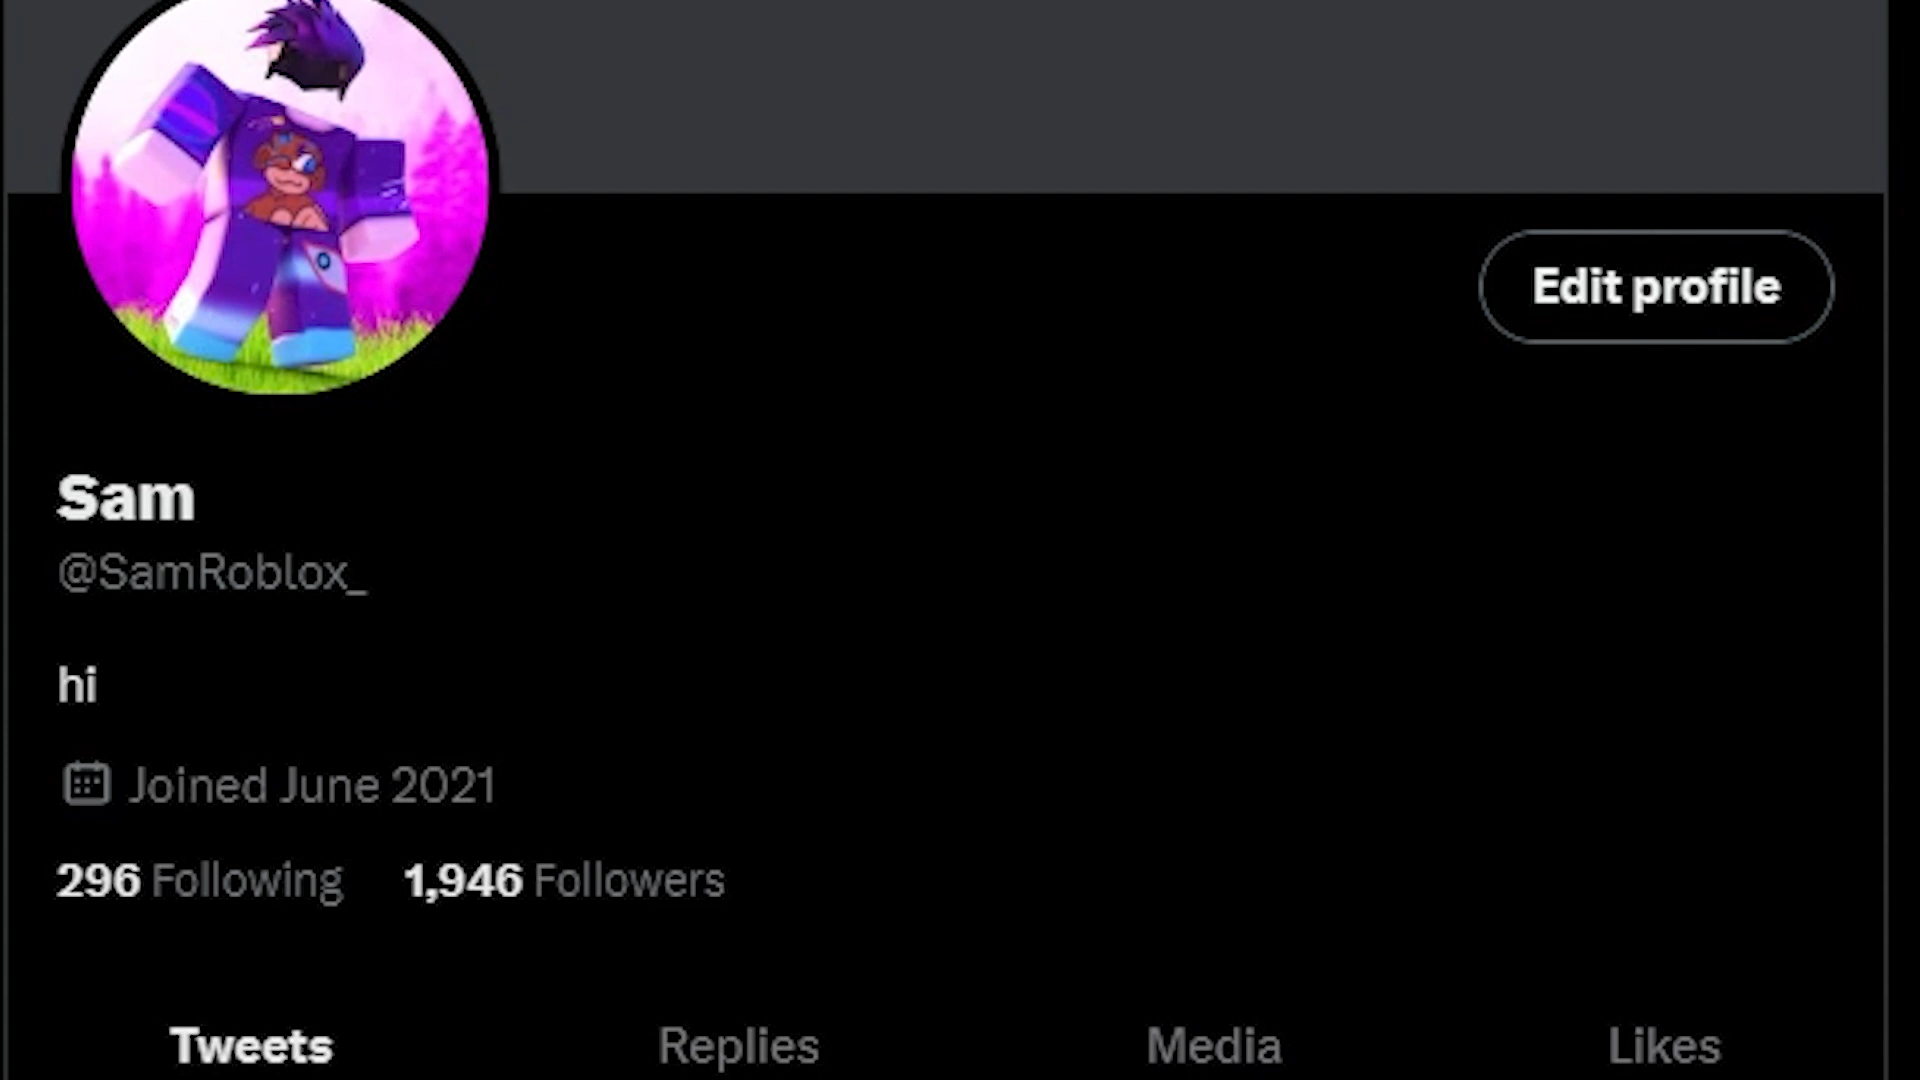 Edit profile
Sam
@SamRoblox_
hi
Joined June 2021
296 Following 1,946 Followers
Tweets Replies Media Likes